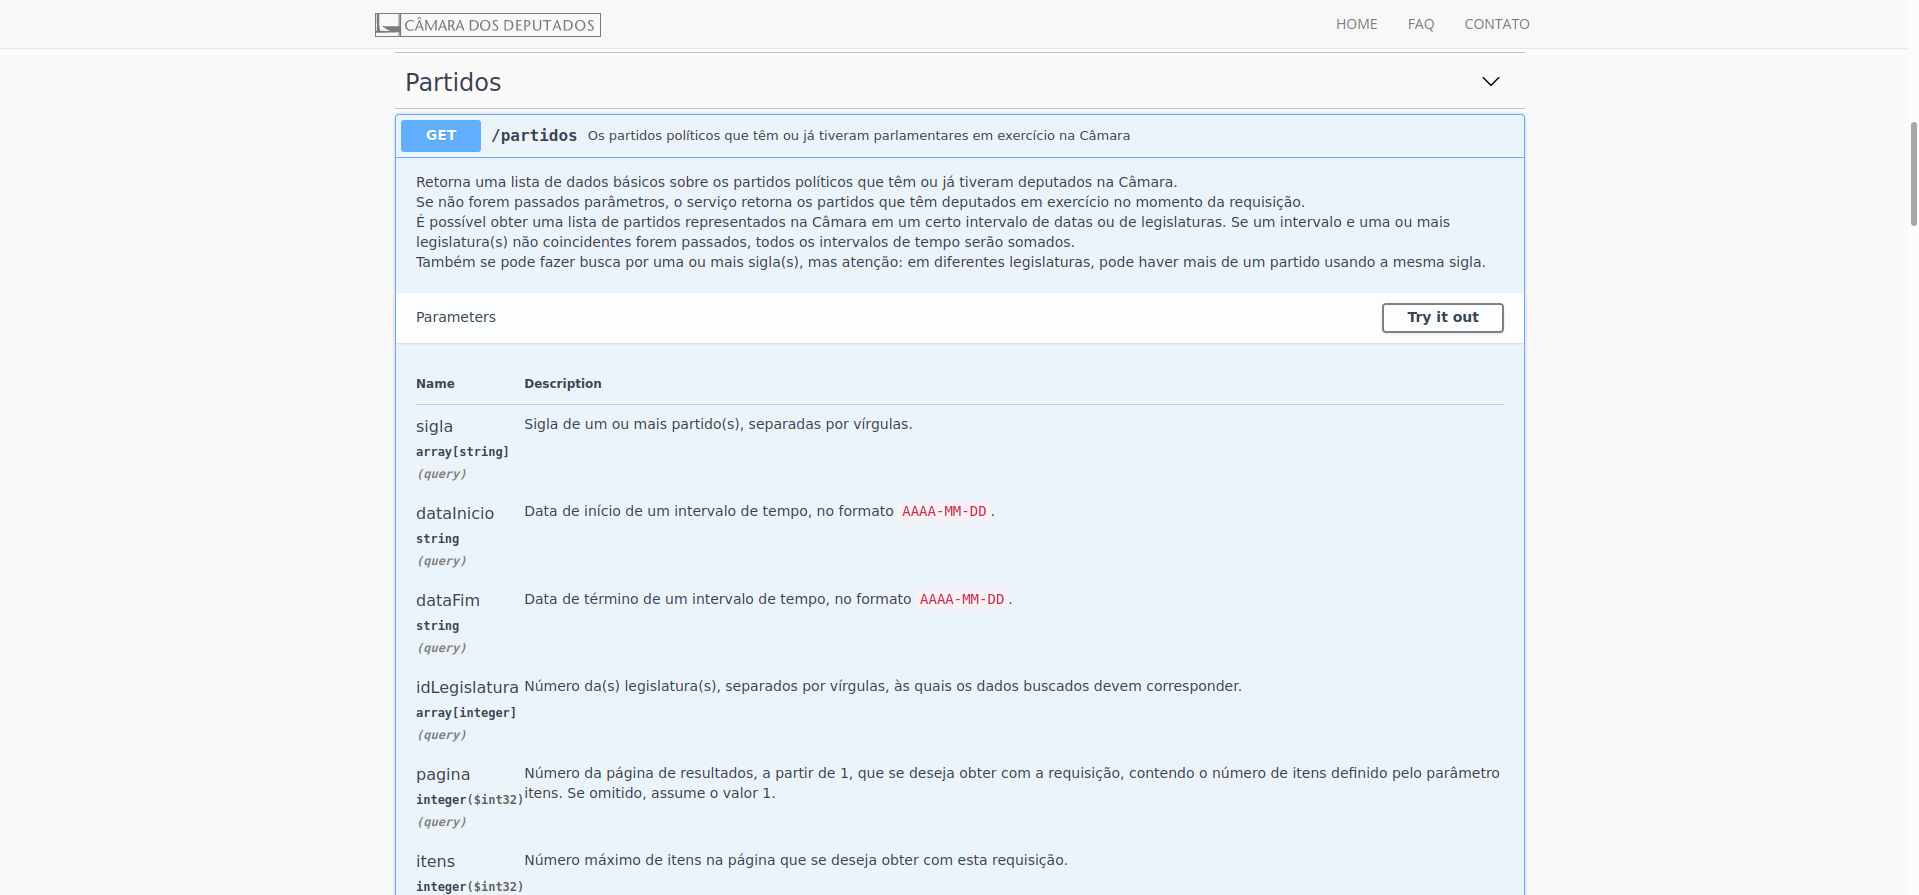 CÂMARA DOS DEPUTADOS
HOME FAQ CONTATO
Partidos
GET /partidos Os partidos políticos que têm ou já tiveram parlamentares em exercício na Câmara
Retorna uma lista de dados básicos sobre os partidos políticos que têm ou já tiveram deputados na Câmara.
Se não forem passados parâmetros, o serviço retorna os partidos que têm deputados em exercício no momento da requisição.
É possível obter uma lista de partidos representados na Câmara em um certo intervalo de datas ou de legislaturas. Se um intervalo e uma ou mais
legislatura(s) não coincidentes forem passados, todos os intervalos de tempo serão somados.
Também se pode fazer busca por uma ou mais sigla(s), mas atenção: em diferentes legislaturas, pode haver mais de um partido usando a mesma sigla.
Parameters
Try it out
Name Description
sigla
array[string]
(query)
Sigla de um ou mais partido(s), separadas por vírgulas.
dataInicio
string
(query)
Data de início de um intervalo de tempo, no formato AAAA-MM-DD.
dataFim
string
(query)
Data de término de um intervalo de tempo, no formato AAAA-MM-DD.
idLegislatura
array[integer]
(query)
Número da(s) legislatura(s), separados por vírgulas, às quais os dados buscados devem corresponder.
pagina
integer($int32)
(query)
Número da página de resultados, a partir de 1, que se deseja obter com a requisição, contendo o número de itens definido pelo parâmetro
itens. Se omitido, assume o valor 1.
itens
integer($int32)
Número máximo de itens na página que se deseja obter com esta requisição.